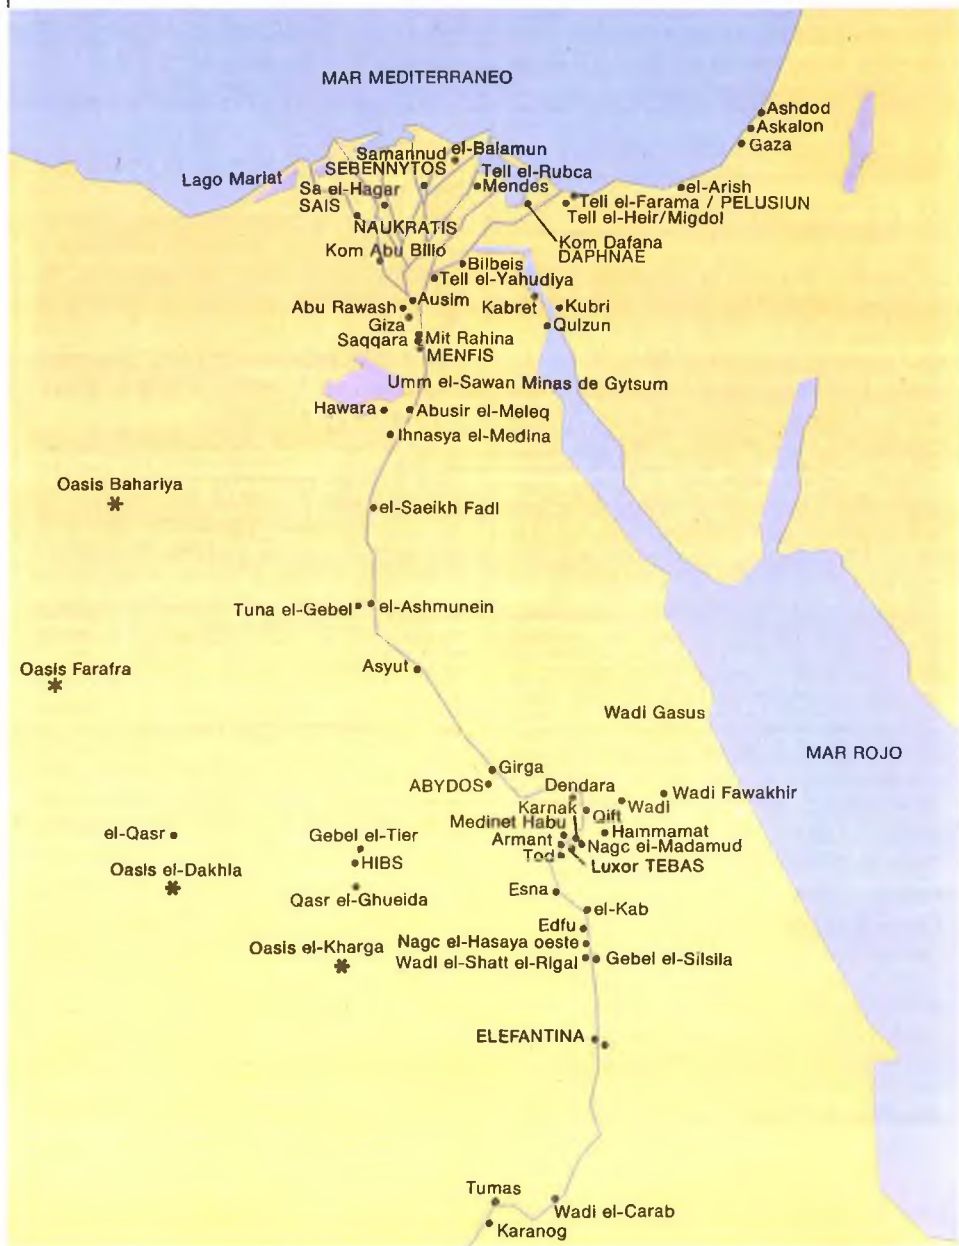 MAR MEDITERRANEO
Ashdod
Askalon
Gaza
Samannud
el-Balamun
SEBENNYTOS
Tell el-Rubca
Mendes
Lago Mariat
Sa el-Hagar
SAIS
el-Arish
Tell el-Farama / PELUSIUN
Tell el-Heir/Migdol
NAUKRATIS
Kom Dafana
DAPHNAE
Kom Abu Billo
Bilbeis
Tell el-Yahudiya
Ausim
Abu Rawash
Kabret
Kubri
Giza
Qulzun
Saqqara
Mit Rahina
MENFIS
Umm el-Sawan Minas de Gytsum
Hawara
Abusir el-Meleq
Ihnasya el-Medina
Oasis Bahariya
el-Saeikh Fadl
Tuna el-Gebel
el-Ashmunein
Oasis Farafra
Asyut
Wadi Gasus
MAR ROJO
Girga
ABYDOS
Dendara
Wadi Fawakhir
Karnak
Wadi
Qift
Medinet Habu
Hammamat
el-Qasr
Gebel el-Tier
Armant
Nagc el-Madamud
Tod
Luxor TEBAS
HIBS
Oasis el-Dakhla
Qasr el-Ghueida
Esna
el-Kab
Edfu
Oasis el-Kharga
Nagc el-Hasaya oeste
Wadi el-Shatt el-Rigal
Gebel el-Silsila
ELEFANTINA
Tumas
Wadi el-Carab
Karanog